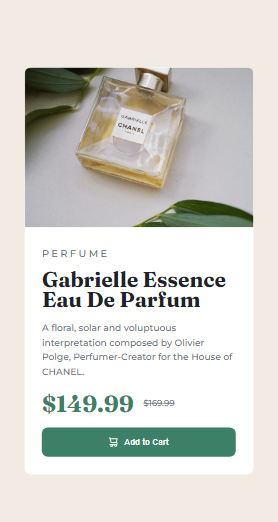 GABRIELLE
CHANEL
PARIS
PERFUME
Gabrielle Essence
Eau De Parfum
A floral, solar and voluptuous
interpretation composed by Olivier
Polge, Perfumer-Creator for the House of
CHANEL.
$149.99 $169.99
Add to Cart